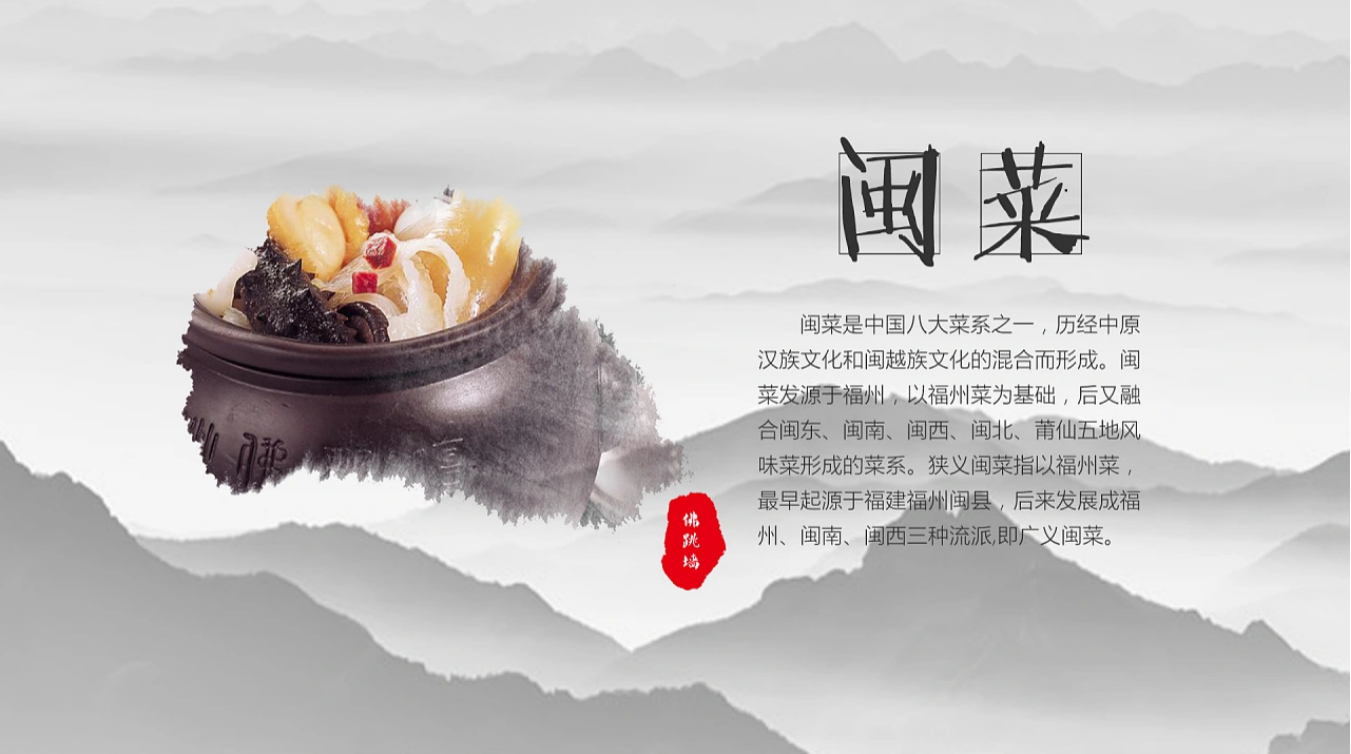 闽菜
闽菜是中国八大菜系之一，历经中原
汉族文化和闽越族文化的混合而形成。闽
菜发源于福州，以福州菜为基础，后又融
合闽东、闽南、闽西、闽北、莆仙五地风
味菜形成的菜系。狭义闽菜指以福州菜，
最早起源于福建福州闽县，后来发展成福
州、闽南、闽西三种流派,即广义闽菜。
佛跳墙